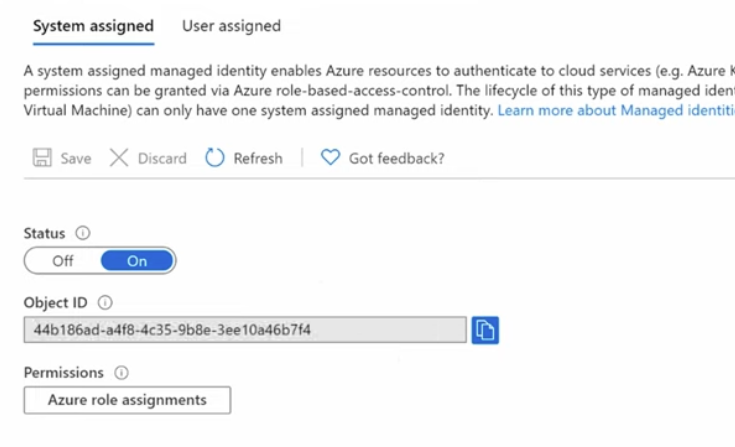 System assigned User assigned
A system assigned managed identity enables Azure resources to authenticate to cloud services (e.g. Azure K
permissions can be granted via Azure role-based-access-control. The lifecycle of this type of managed iden
Virtual Machine) can only have one system assigned managed identity. Learn more about Managed identiti
Save Discard Refresh Got feedback?
Status
Off On
Object ID
44b186ad-a4f8-4c35-9b8e-3ee10a46b7f4
Permissions
Azure role assignments